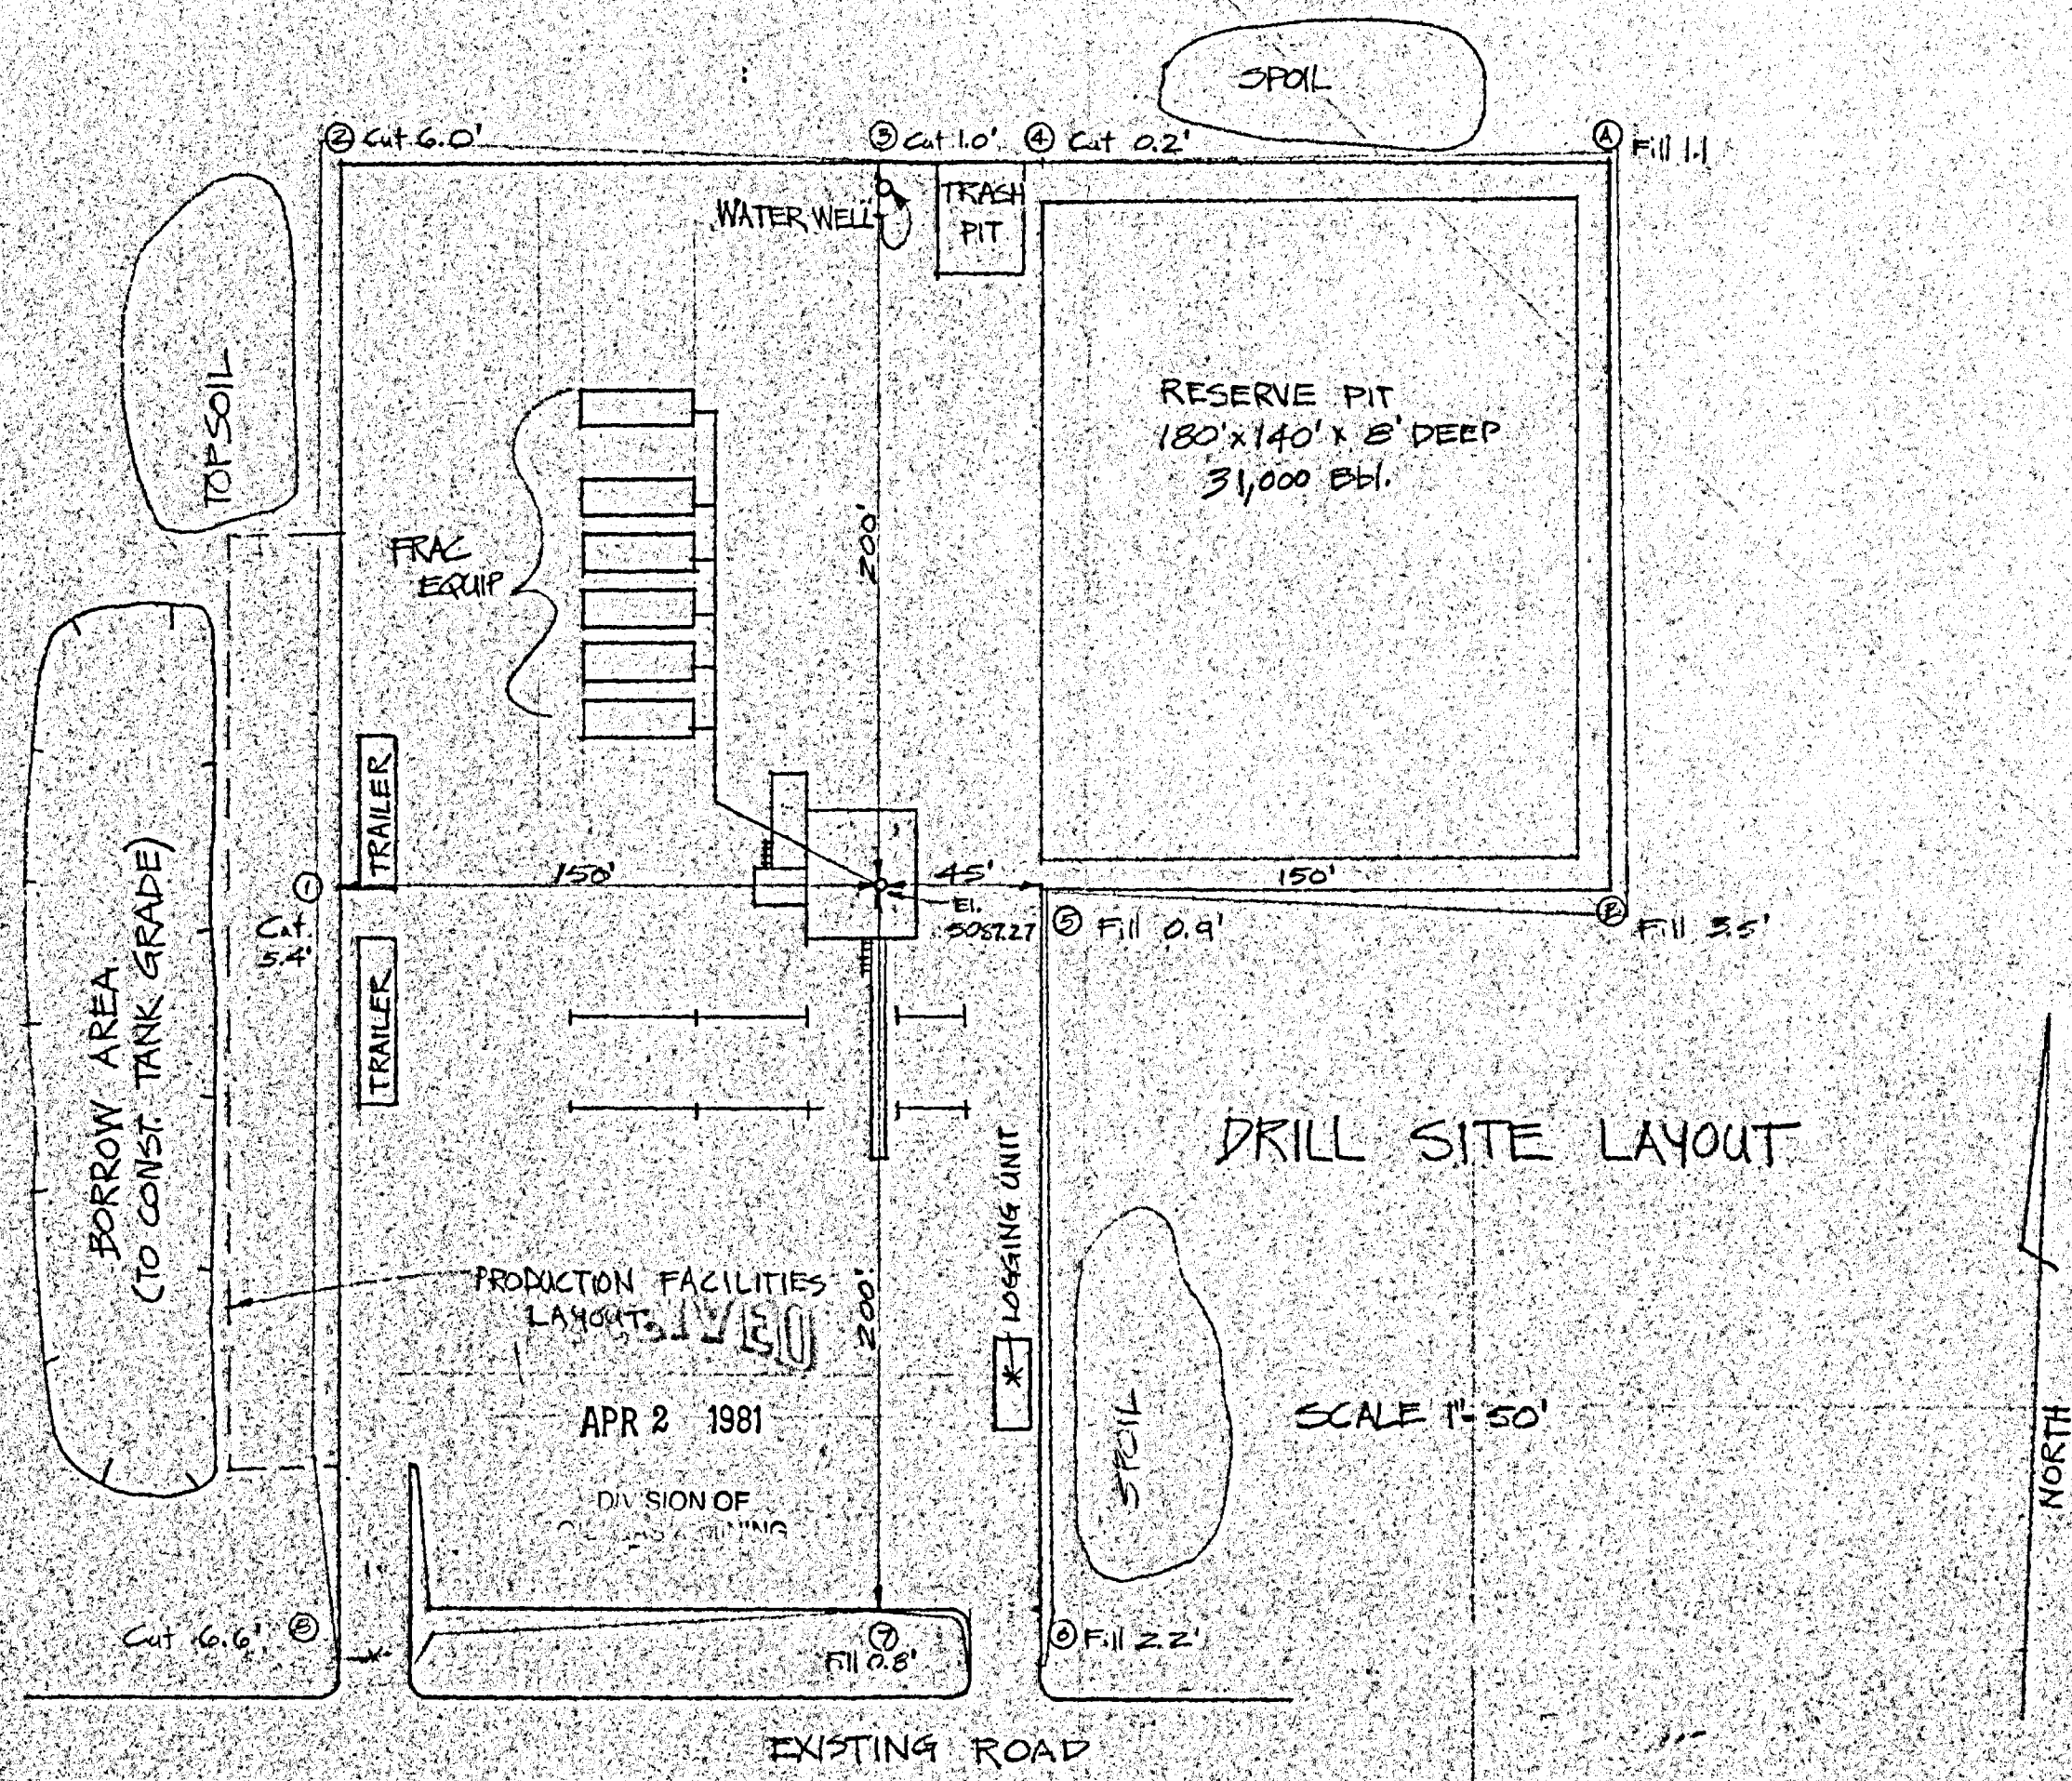 SPOIL
② Cut 6.0'
③ Cut 1.0'
④ Cut 0.2'
Ⓐ Fill 1.1
WATER WELL
TRASH
PIT
TOPSOIL
RESERVE PIT
180' x 140' x 8' DEEP
31,000 Bbl.
200'
FRAC
EQUIP
TRAILER
①
Cut
5.4'
150'
45'
El.
5087.27
150'
⑤ Fill 0.9'
Ⓑ Fill 3.5'
TRAILER
BORROW AREA
(TO CONST. TANK GRADE)
DRILL SITE LAYOUT
LOGGING UNIT
*
PRODUCTION FACILITIES
LAYOUT
200'
APR 2 1981
DIVISION OF
SPOIL
SCALE 1"- 50'
NORTH
Cut 6.6' ⑧
⑦
Fill 0.8'
⑥ Fill 2.2'
EXISTING ROAD